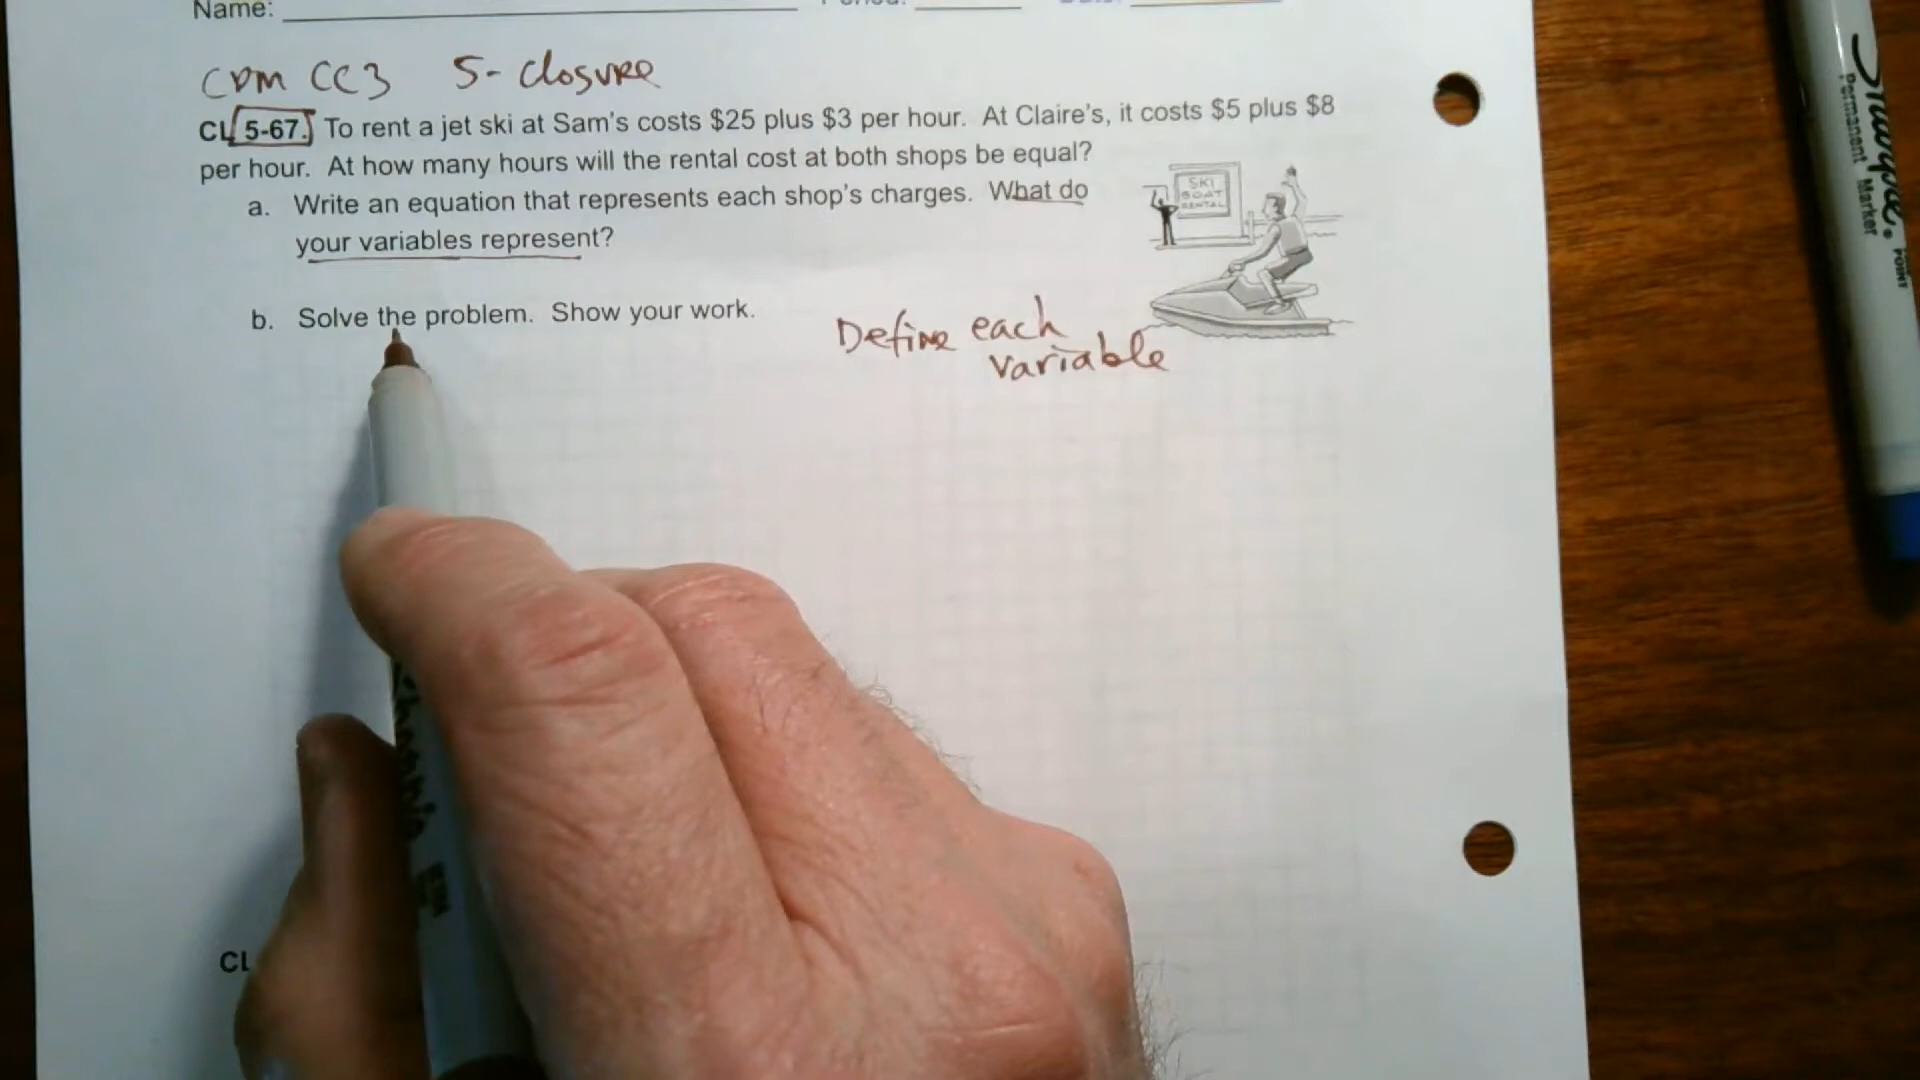 Name:
CPM CC3 5-closure
CL 5-67. To rent a jet ski at Sam's costs $25 plus $3 per hour. At Claire's, it costs $5 plus $8
per hour. At how many hours will the rental cost at both shops be equal?
a. Write an equation that represents each shop's charges. What do
your variables represent?
SKI
BOAT
RENTAL
b. Solve the problem. Show your work.
Define each
variable
CL
Sharpie.
Permanent Marker
POINT